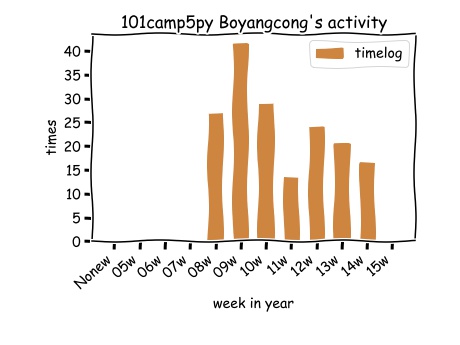 101camp5py Boyangcong's activity
timelog
times
40
35
30
25
20
15
10
5
0
Nonew 05w 06w 07w 08w 09w 10w 11w 12w 13w 14w 15w
week in year